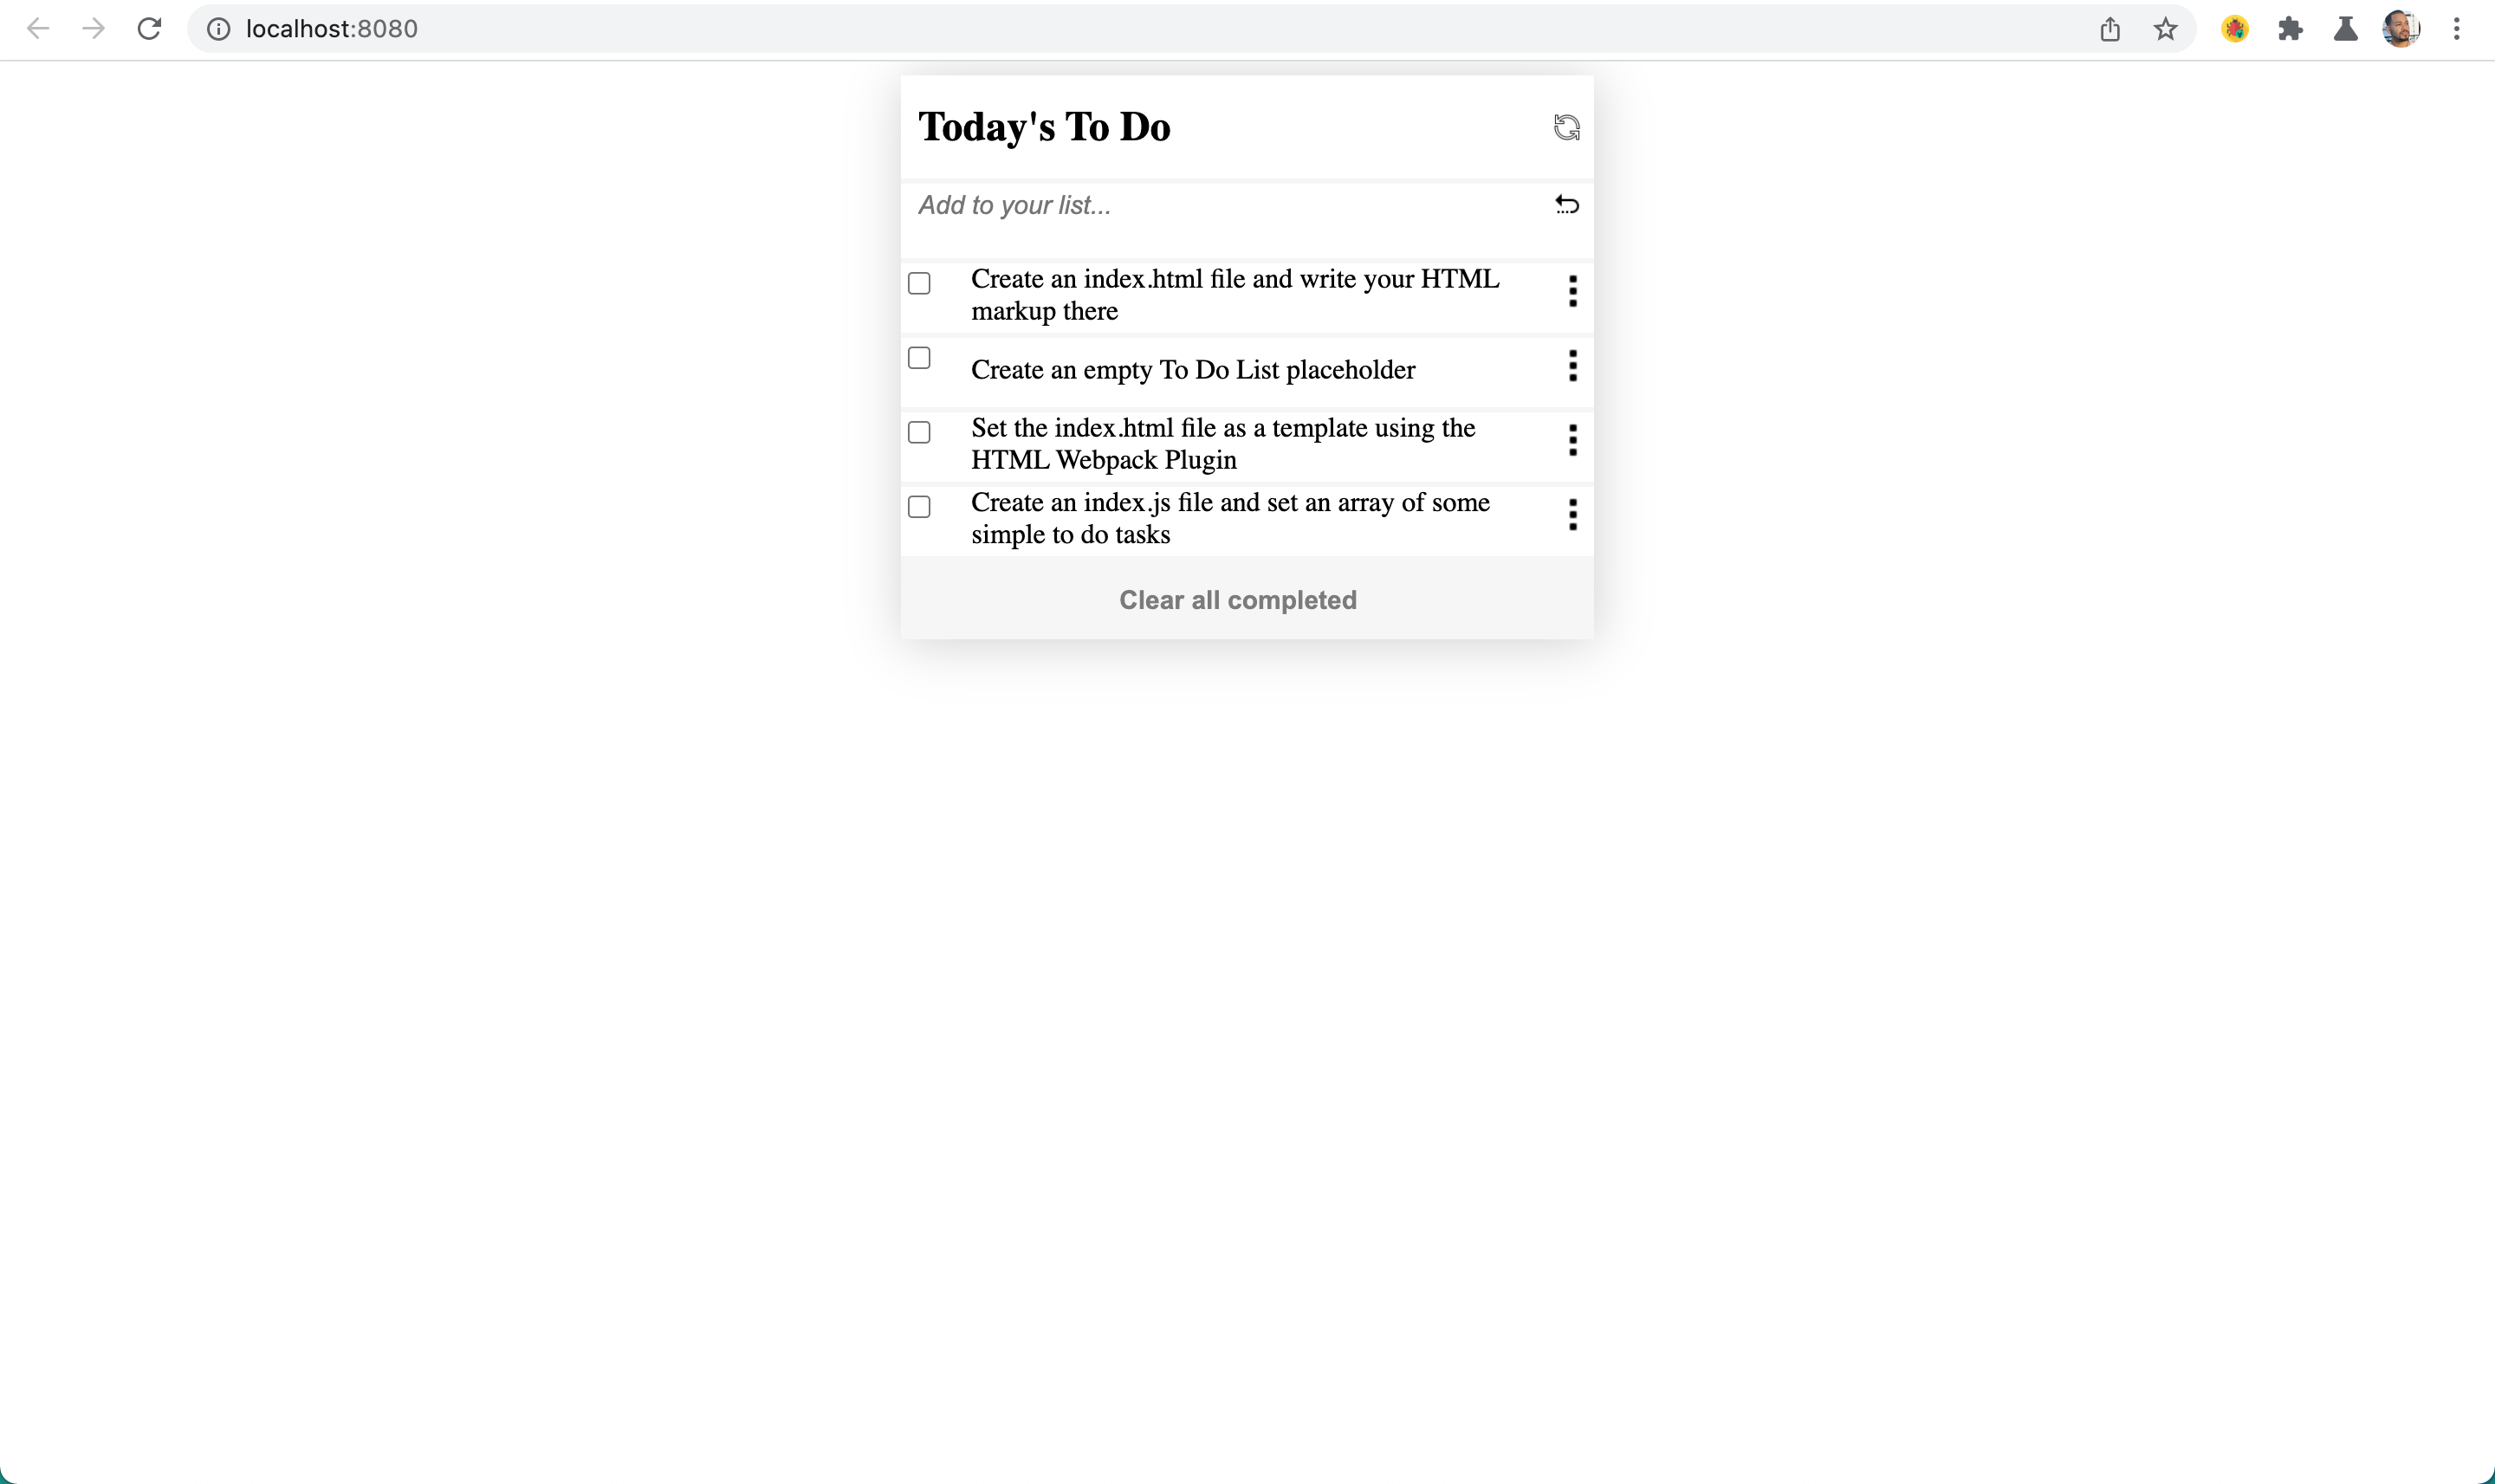 localhost:8080
Today's To Do
Add to your list...
Create an index.html file and write your HTML
markup there
Create an empty To Do List placeholder
Set the index.html file as a template using the
HTML Webpack Plugin
Create an index.js file and set an array of some
simple to do tasks
Clear all completed